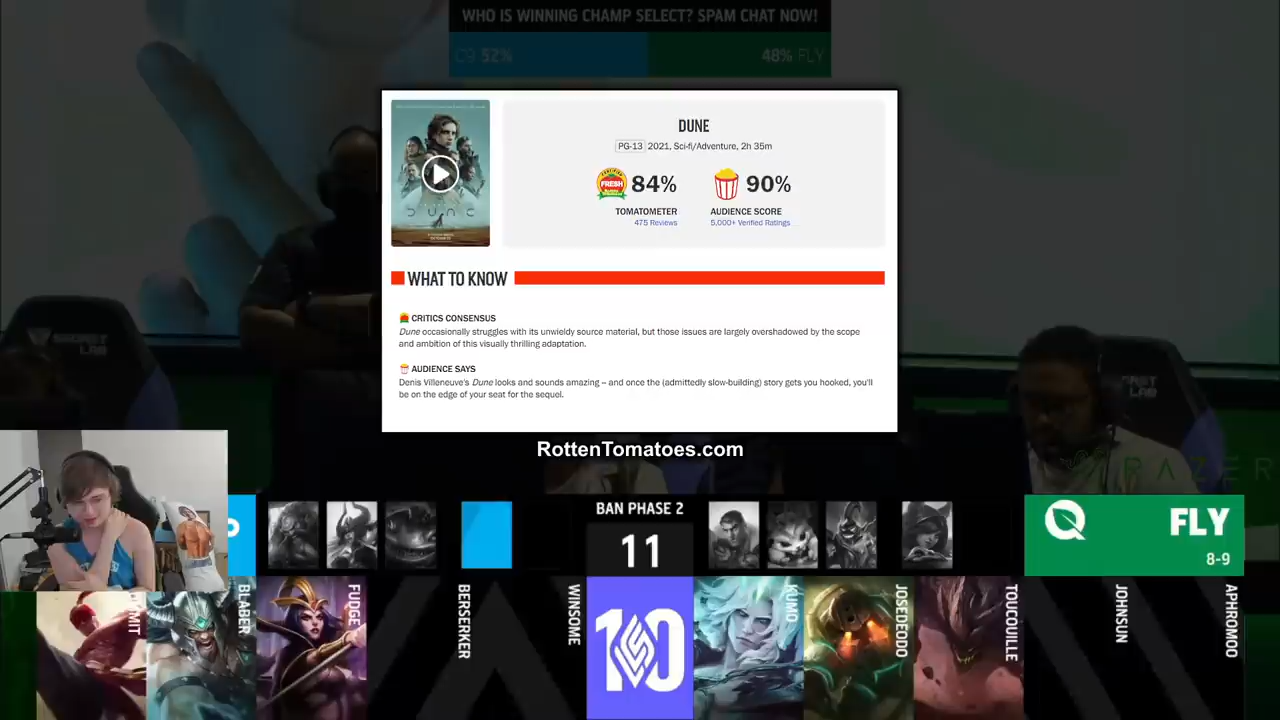 WHO IS WINNING CHAMP SELECT? SPAM CHAT NOW!
C9 52%
48% FLY
DUNE
PG-13 2021, Sci-fi/Adventure, 2h 35m
FRESH
84%
90%
TOMATOMETER
AUDIENCE SCORE
475 Reviews
5,000+ Verified Ratings
DUNC
WHAT TO KNOW
CRITICS CONSENSUS
Dune occasionally struggles with its unwieldy source material, but those issues are largely overshadowed by the scope
and ambition of this visually thrilling adaptation.
AUDIENCE SAYS
Denis Villeneuve's Dune looks and sounds amazing – and once the (admittedly slow-building) story gets you hooked, you'll
be on the edge of your seat for the sequel.
RottenTomatoes.com
RAZER
BAN PHASE 2
11
FLY
8-9
BLABER
FUDGE
BERSERKER
WINSOME
10
KUMO
JOSEDEODO
TOUCOUILLE
JOHNSUN
APHROMOO